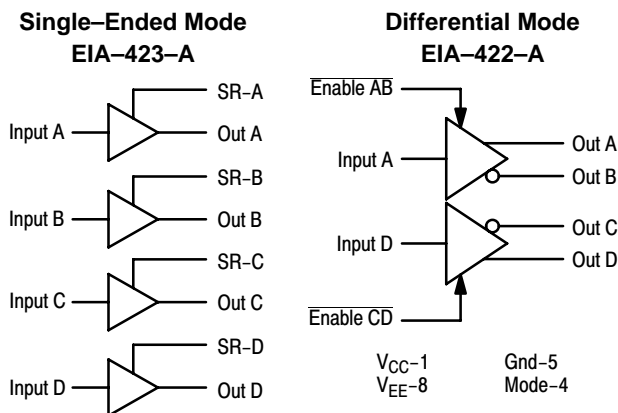 Single–Ended Mode
EIA–423–A
SR–A
Input A
Out A
SR–B
Input B
Out B
SR–C
Input C
Out C
SR–D
Input D
Out D
Differential Mode
EIA–422–A
Enable AB
Out A
Input A
Out B
Out C
Input D
Out D
Enable CD
VCC–1 Gnd–5
VEE–8 Mode–4